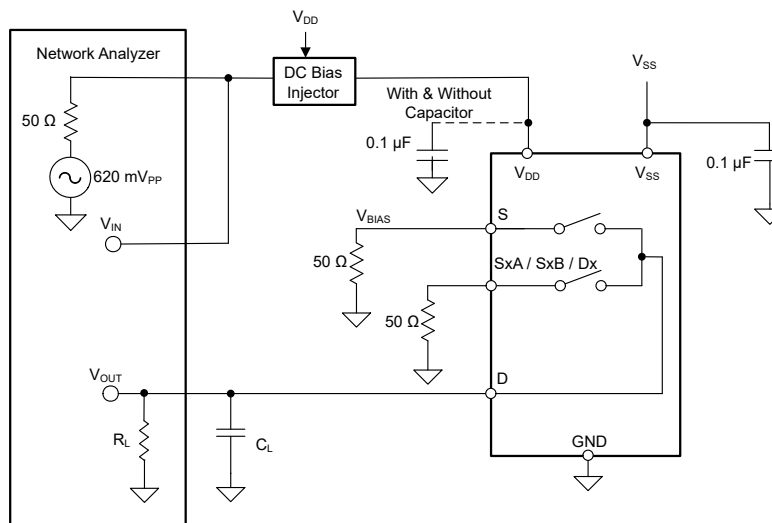 V_DD
Network Analyzer
DC Bias
Injector
V_SS
With & Without
Capacitor
50 Ω
0.1 µF
0.1 µF
620 mV_PP
V_DD
V_SS
V_IN
V_BIAS
S
50 Ω
SxA / SxB / Dx
50 Ω
V_OUT
D
R_L
C_L
GND